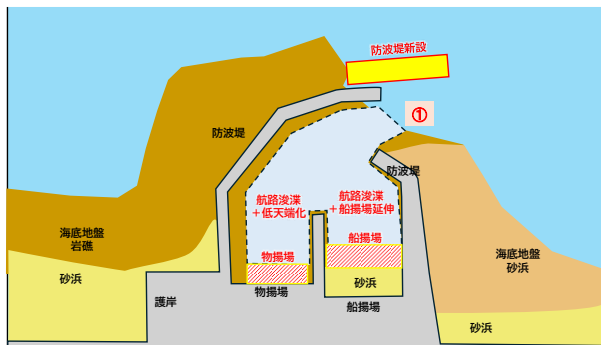 防波堤新設
①
防波堤
防波堤
航路浚渫
＋低天端化
航路浚渫
＋船揚場延伸
海底地盤
岩礁
船揚場
物揚場
海底地盤
砂浜
砂浜
砂浜
物揚場
護岸
船揚場
砂浜